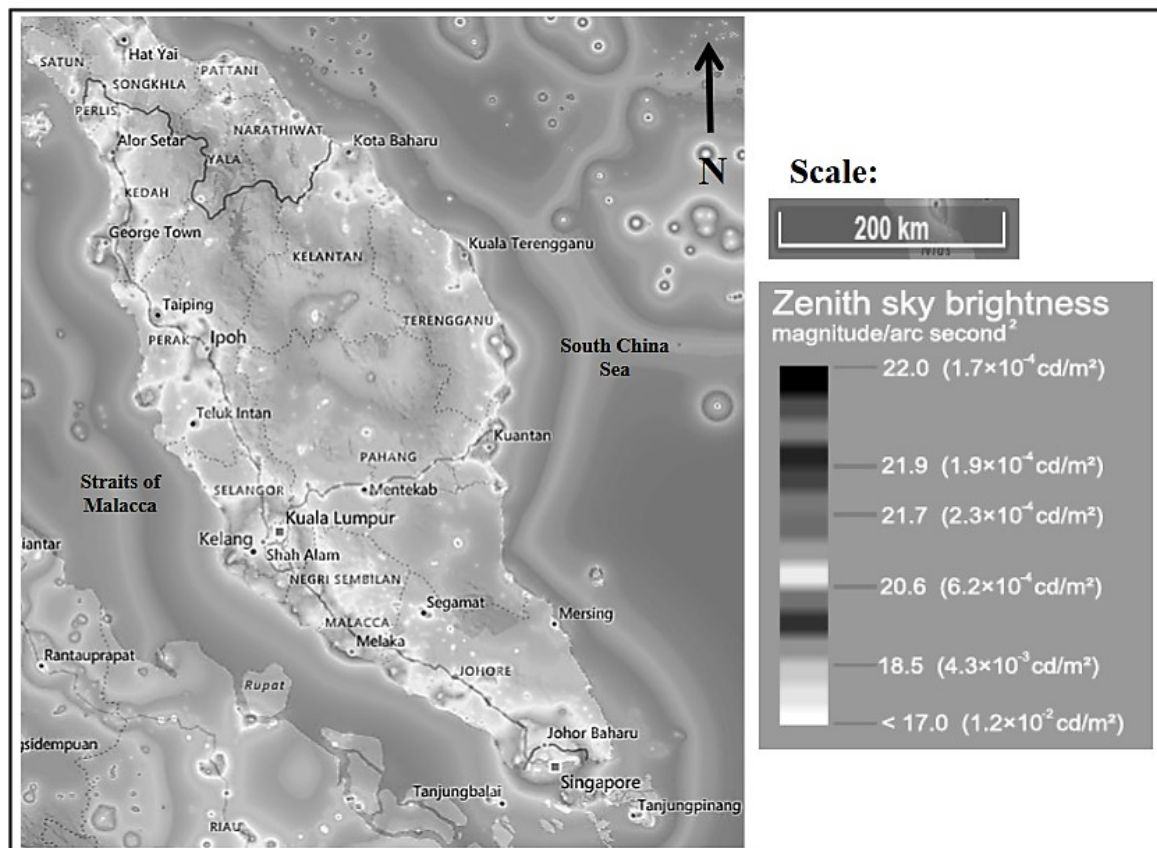 Hat Yai
SATUN
PATTANI
SONGKHLA
PERLIS
NARATHIWAT
Alor Setar
Kota Baharu
YALA
KEDAH
George Town
Kuala Terengganu
KELANTAN
Taiping
TERENGGANU
PERAK
Ipoh
South China
Sea
Teluk Intan
Kuantan
PAHANG
Straits of
Malacca
SELANGOR
Mentekab
Kuala Lumpur
Kelang
Shah Alam
NEGRI SEMBILAN
iantar
Segamat
Mersing
MALACCA
Melaka
Rantauprapat
JOHORE
Rupat
Johor Baharu
gsidempuan
Singapore
Tanjungbalai
Tanjungpinang
RIAU
N
Scale:
200 km
Zenith sky brightness
magnitude/arc second²
22.0 (1.7×10⁻⁴ cd/m²)
21.9 (1.9×10⁻⁴ cd/m²)
21.7 (2.3×10⁻⁴ cd/m²)
20.6 (6.2×10⁻⁴ cd/m²)
18.5 (4.3×10⁻³ cd/m²)
< 17.0 (1.2×10⁻² cd/m²)